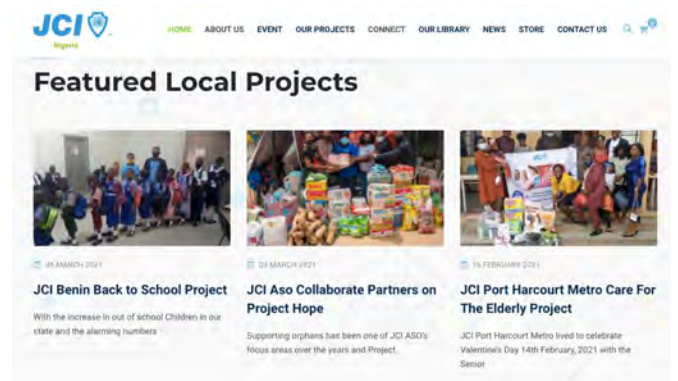 JCI
Nigeria
HOME ABOUT US EVENT OUR PROJECTS CONNECT OUR LIBRARY NEWS STORE CONTACT US
0
Featured Local Projects
MARCH 2021
MARCH 2021
16 FEBRUARY 2021
JCI Benin Back to School Project
JCI Aso Collaborate Partners on
Project Hope
JCI Port Harcourt Metro Care For
The Elderly Project
With the increase in out of school Children in our
state and the alarming numbers
Supporting orphans has been one of JCI ASO's
focus areas over the years and Project
JCI Port Harcourt Metro lived to celebrate
Valentine's Day 14th February, 2021 with the
Senior